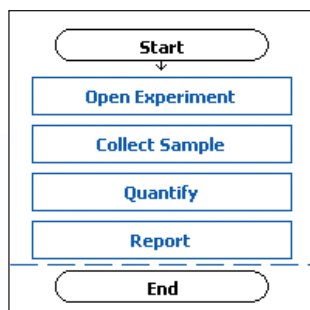 Start
Open Experiment
Collect Sample
Quantify
Report
End